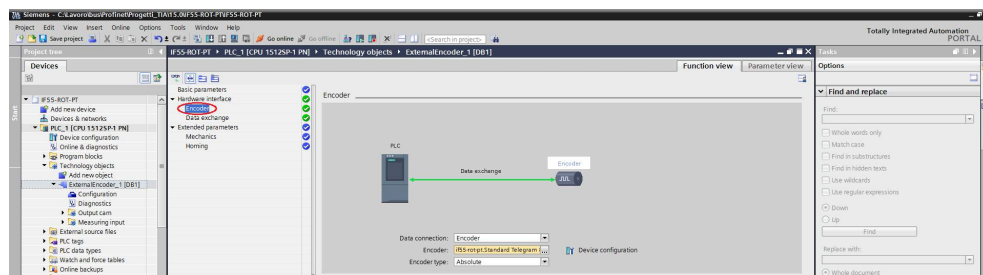 Siemens - C:\Lavoro\bus\Profinet\Progetti_TIA\15.0\IF55-ROT-PT\IF55-ROT-PT
Project Edit View Insert Online Options Tools Window Help
Totally Integrated Automation
PORTAL
Save project
Go online
Go offline
<Search in project>
Project tree
IF55-ROT-PT PLC_1 [CPU 1512SP-1 PN] Technology objects ExternalEncoder_1 [DB1]
Tasks
Devices
Function view
Parameter view
Options
Start
IF55-ROT-PT
Add new device
Devices & networks
PLC_1 [CPU 1512SP-1 PN]
Device configuration
Online & diagnostics
Program blocks
Technology objects
Add new object
ExternalEncoder_1 [DB1]
Configuration
Diagnostics
Output cam
Measuring input
External source files
PLC tags
PLC data types
Watch and force tables
Online backups
Basic parameters
Hardware interface
Encoder
Data exchange
Extended parameters
Mechanics
Homing
Encoder
PLC
Data exchange
Encoder
Data connection: Encoder
Encoder: if55-rot-pt.Standard Telegram
Device configuration
Encoder type: Absolute
Find and replace
Find:
Whole words only
Match case
Find in substructures
Find in hidden texts
Use wildcards
Use regular expressions
Down
Up
Find
Replace with:
Whole document